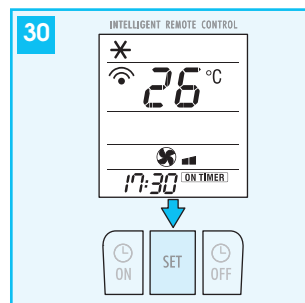 30
INTELLIGENT REMOTE CONTROL
26 °C
17:30 ON TIMER
ON
SET
OFF